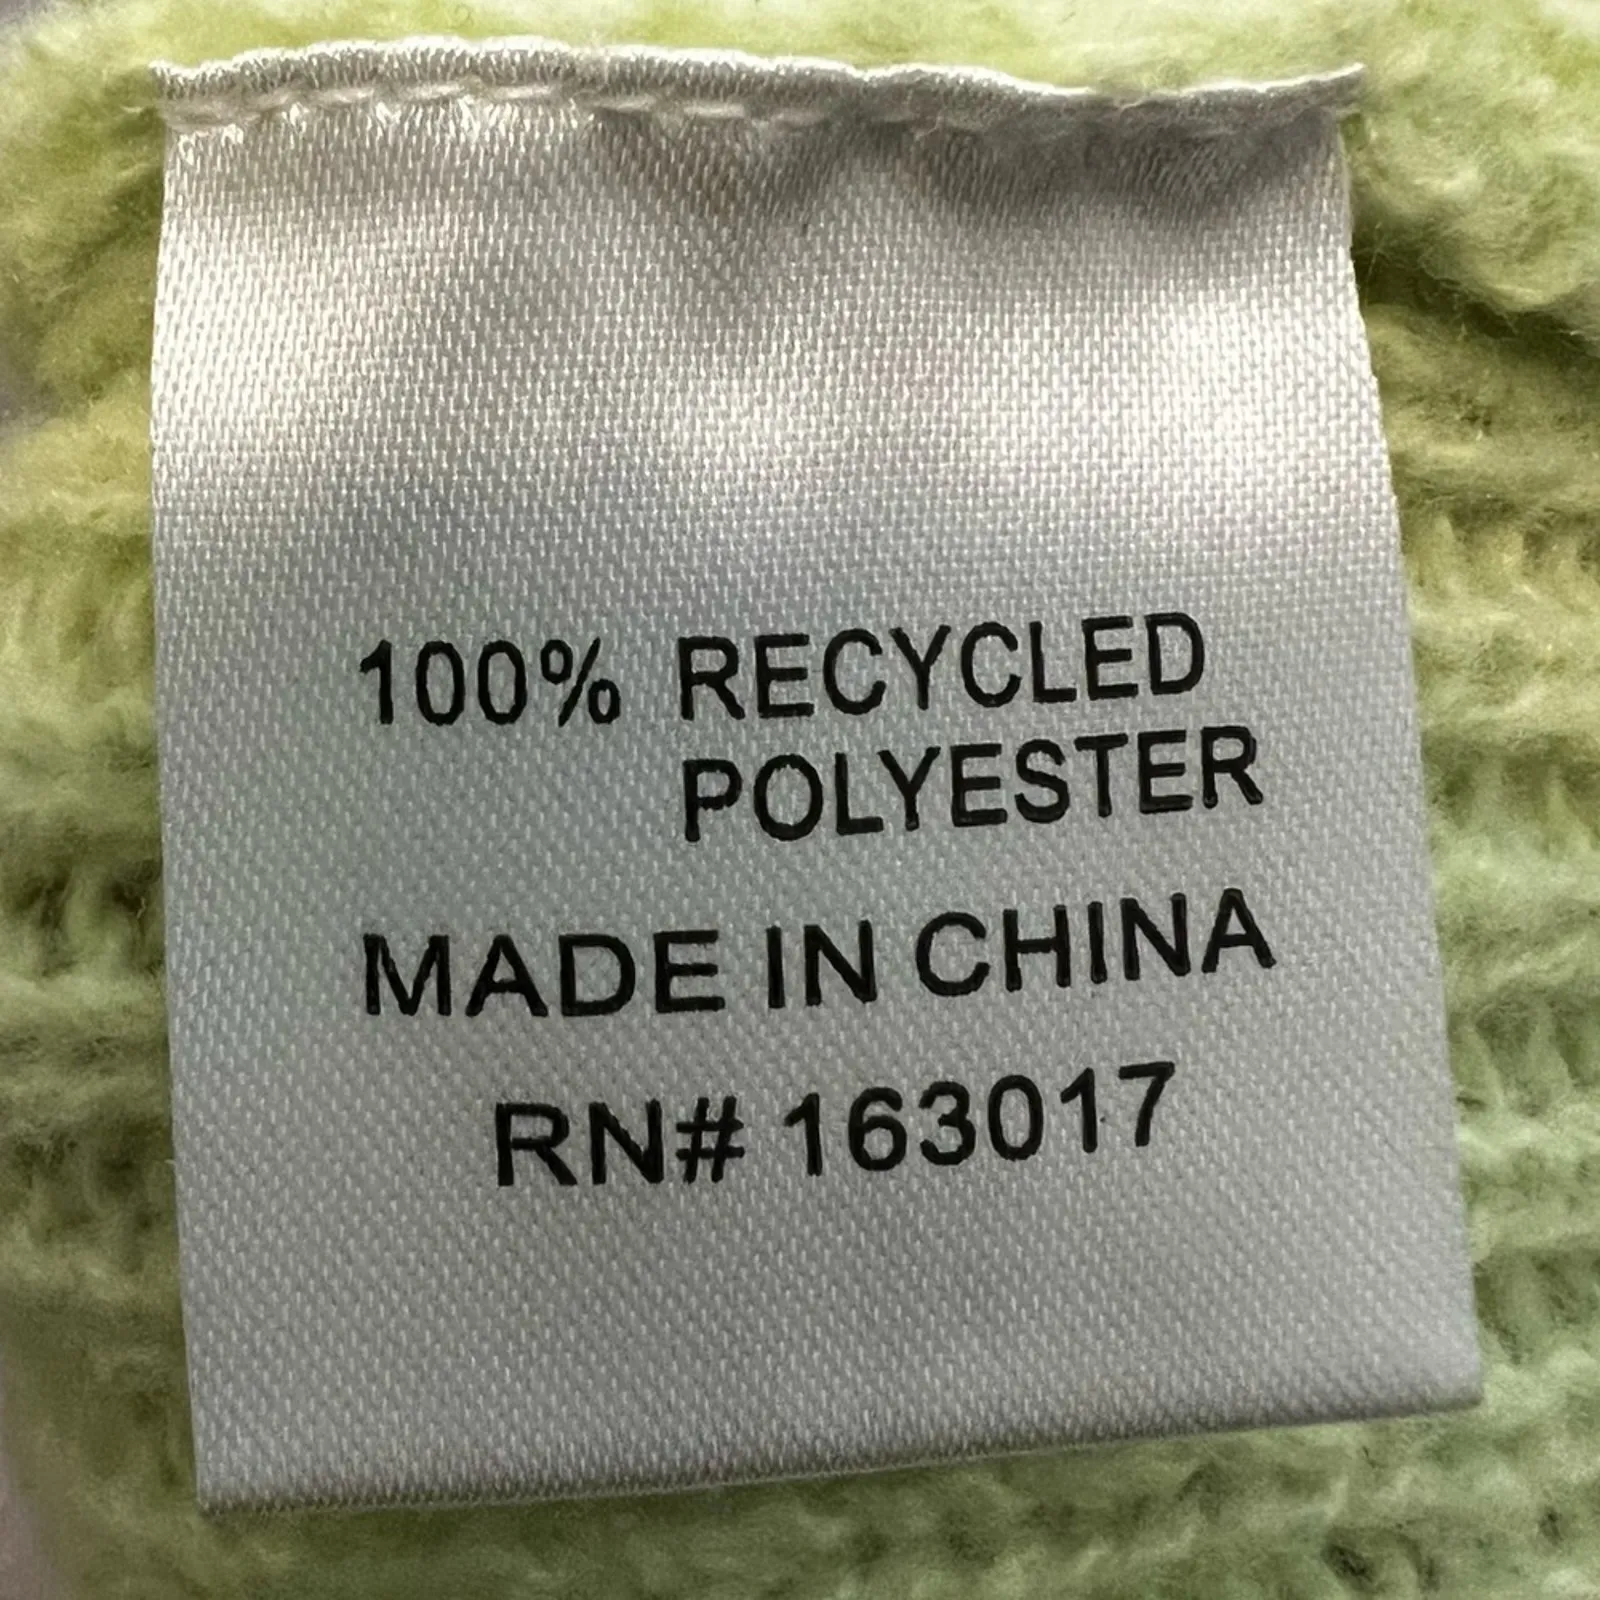 100% RECYCLED
POLYESTER
MADE IN CHINA
RN# 163017